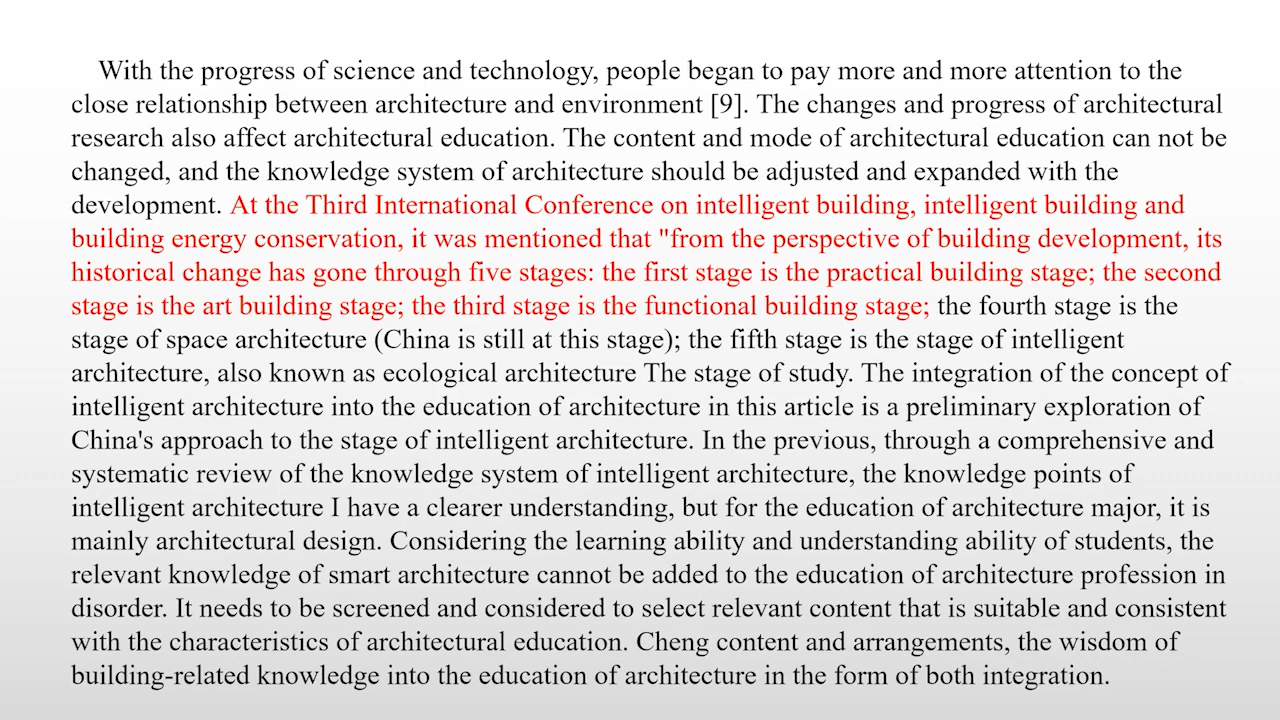 With the progress of science and technology, people began to pay more and more attention to the
close relationship between architecture and environment [9]. The changes and progress of architectural
research also affect architectural education. The content and mode of architectural education can not be
changed, and the knowledge system of architecture should be adjusted and expanded with the
development. At the Third International Conference on intelligent building, intelligent building and
building energy conservation, it was mentioned that "from the perspective of building development, its
historical change has gone through five stages: the first stage is the practical building stage; the second
stage is the art building stage; the third stage is the functional building stage; the fourth stage is the
stage of space architecture (China is still at this stage); the fifth stage is the stage of intelligent
architecture, also known as ecological architecture The stage of study. The integration of the concept of
intelligent architecture into the education of architecture in this article is a preliminary exploration of
China's approach to the stage of intelligent architecture. In the previous, through a comprehensive and
systematic review of the knowledge system of intelligent architecture, the knowledge points of
intelligent architecture I have a clearer understanding, but for the education of architecture major, it is
mainly architectural design. Considering the learning ability and understanding ability of students, the
relevant knowledge of smart architecture cannot be added to the education of architecture profession in
disorder. It needs to be screened and considered to select relevant content that is suitable and consistent
with the characteristics of architectural education. Cheng content and arrangements, the wisdom of
building-related knowledge into the education of architecture in the form of both integration.